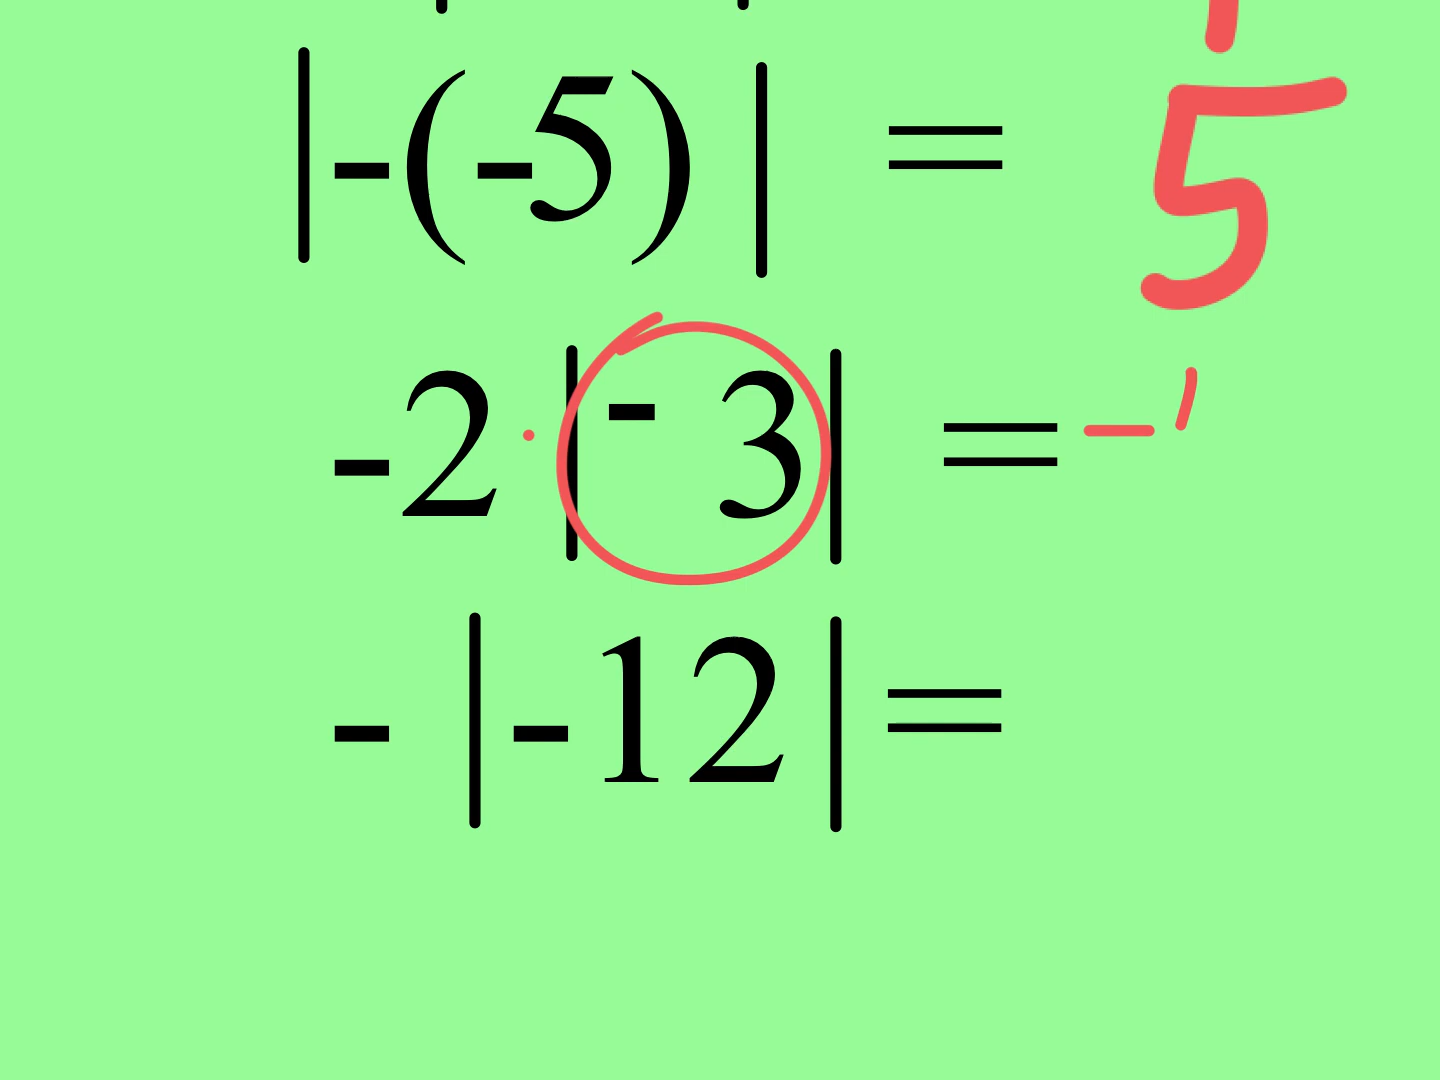 |-(-5)| = 5
-2 · |- 3| = -
- |-12| =